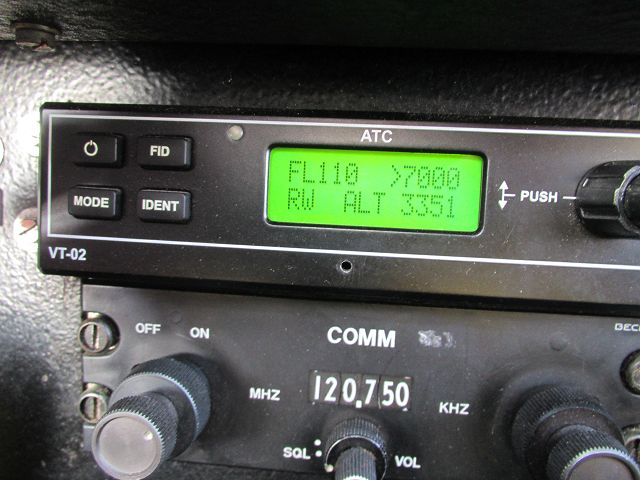 ATC
FID
MODE
IDENT
FL110 >7000
RW ALT 3351
PUSH
VT-02
OFF
ON
COMM
MHZ
120,750
KHZ
SQL
VOL